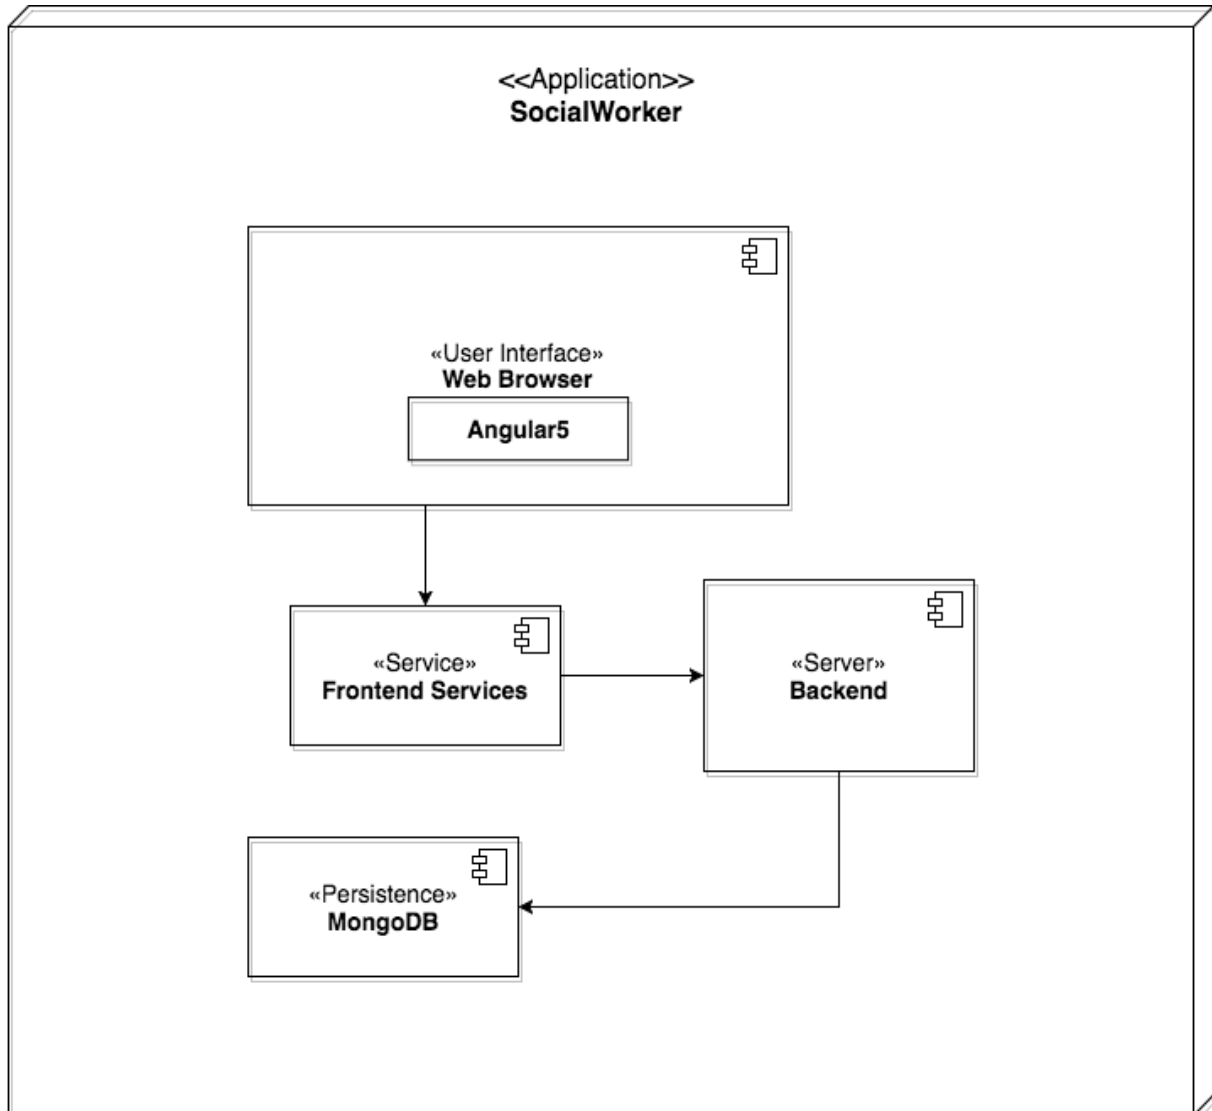 <<Application>>
SocialWorker
«User Interface»
Web Browser
Angular5
«Service»
Frontend Services
«Server»
Backend
«Persistence»
MongoDB